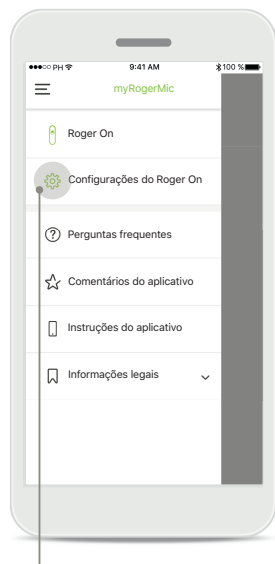 PH 9:41 AM 100 %
myRogerMic
Roger On
Configurações do Roger On
Perguntas frequentes
Comentários do aplicativo
Instruções do aplicativo
Informações legais